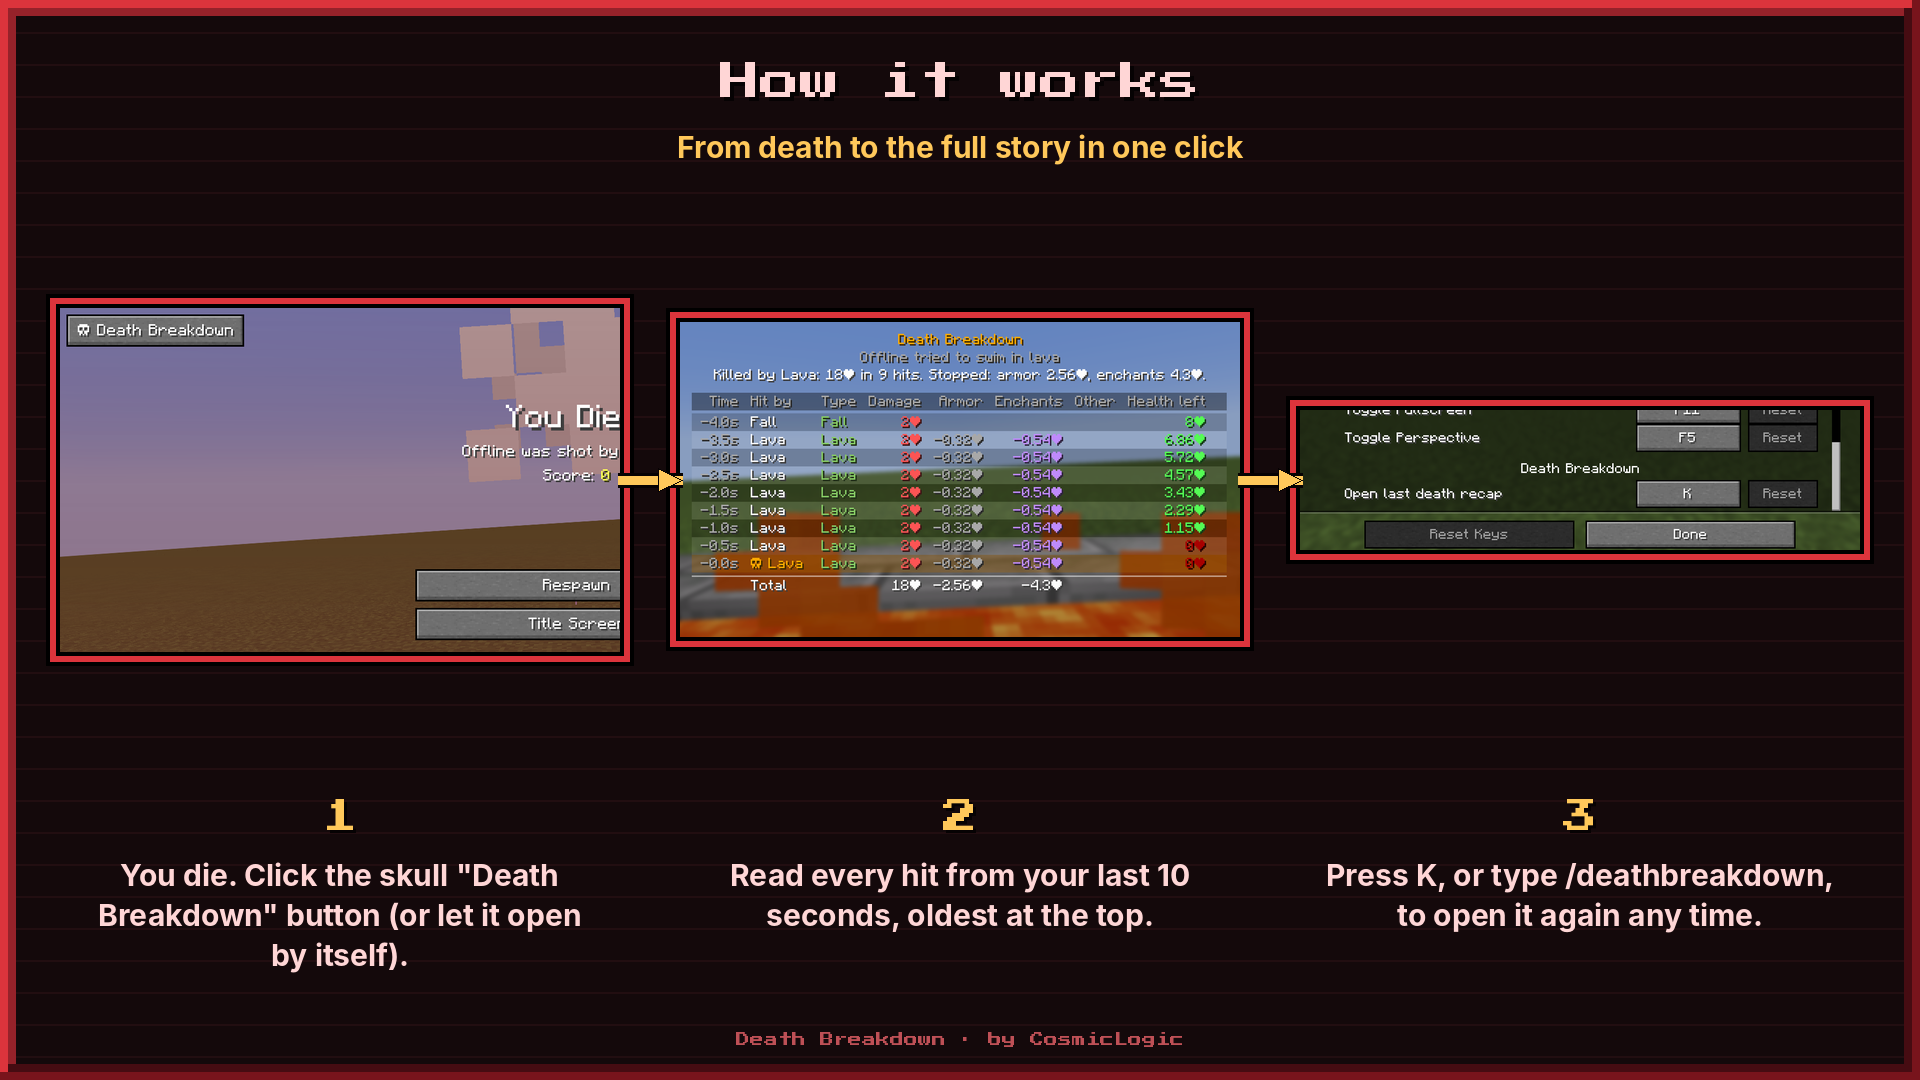 How it works
From death to the full story in one click
Death Breakdown
You Die
Offline was shot by
Score: 0
Respawn
Title Screen
Death Breakdown
Offline tried to swim in lava
Killed by Lava: 18♥ in 9 hits. Stopped: armor 2.56♥, enchants 4.3♥.
Time Hit by Type Damage Armor Enchants Other Health left
-4.0s Fall Fall 2♥ 8♥
-3.5s Lava Lava 2♥ -0.32♥ -0.54♥ 6.86♥
-3.0s Lava Lava 2♥ -0.32♥ -0.54♥ 5.72♥
-2.5s Lava Lava 2♥ -0.32♥ -0.54♥ 4.57♥
-2.0s Lava Lava 2♥ -0.32♥ -0.54♥ 3.43♥
-1.5s Lava Lava 2♥ -0.32♥ -0.54♥ 2.29♥
-1.0s Lava Lava 2♥ -0.32♥ -0.54♥ 1.15♥
-0.5s Lava Lava 2♥ -0.32♥ -0.54♥ 0♥
-0.0s Lava Lava 2♥ -0.32♥ -0.54♥ 0♥
Total 18♥ -2.56♥ -4.3♥
Toggle Fullscreen F11 Reset
Toggle Perspective F5 Reset
Death Breakdown
Open last death recap K Reset
Reset Keys Done
1
You die. Click the skull "Death
Breakdown" button (or let it open
by itself).
2
Read every hit from your last 10
seconds, oldest at the top.
3
Press K, or type /deathbreakdown,
to open it again any time.
Death Breakdown · by CosmicLogic